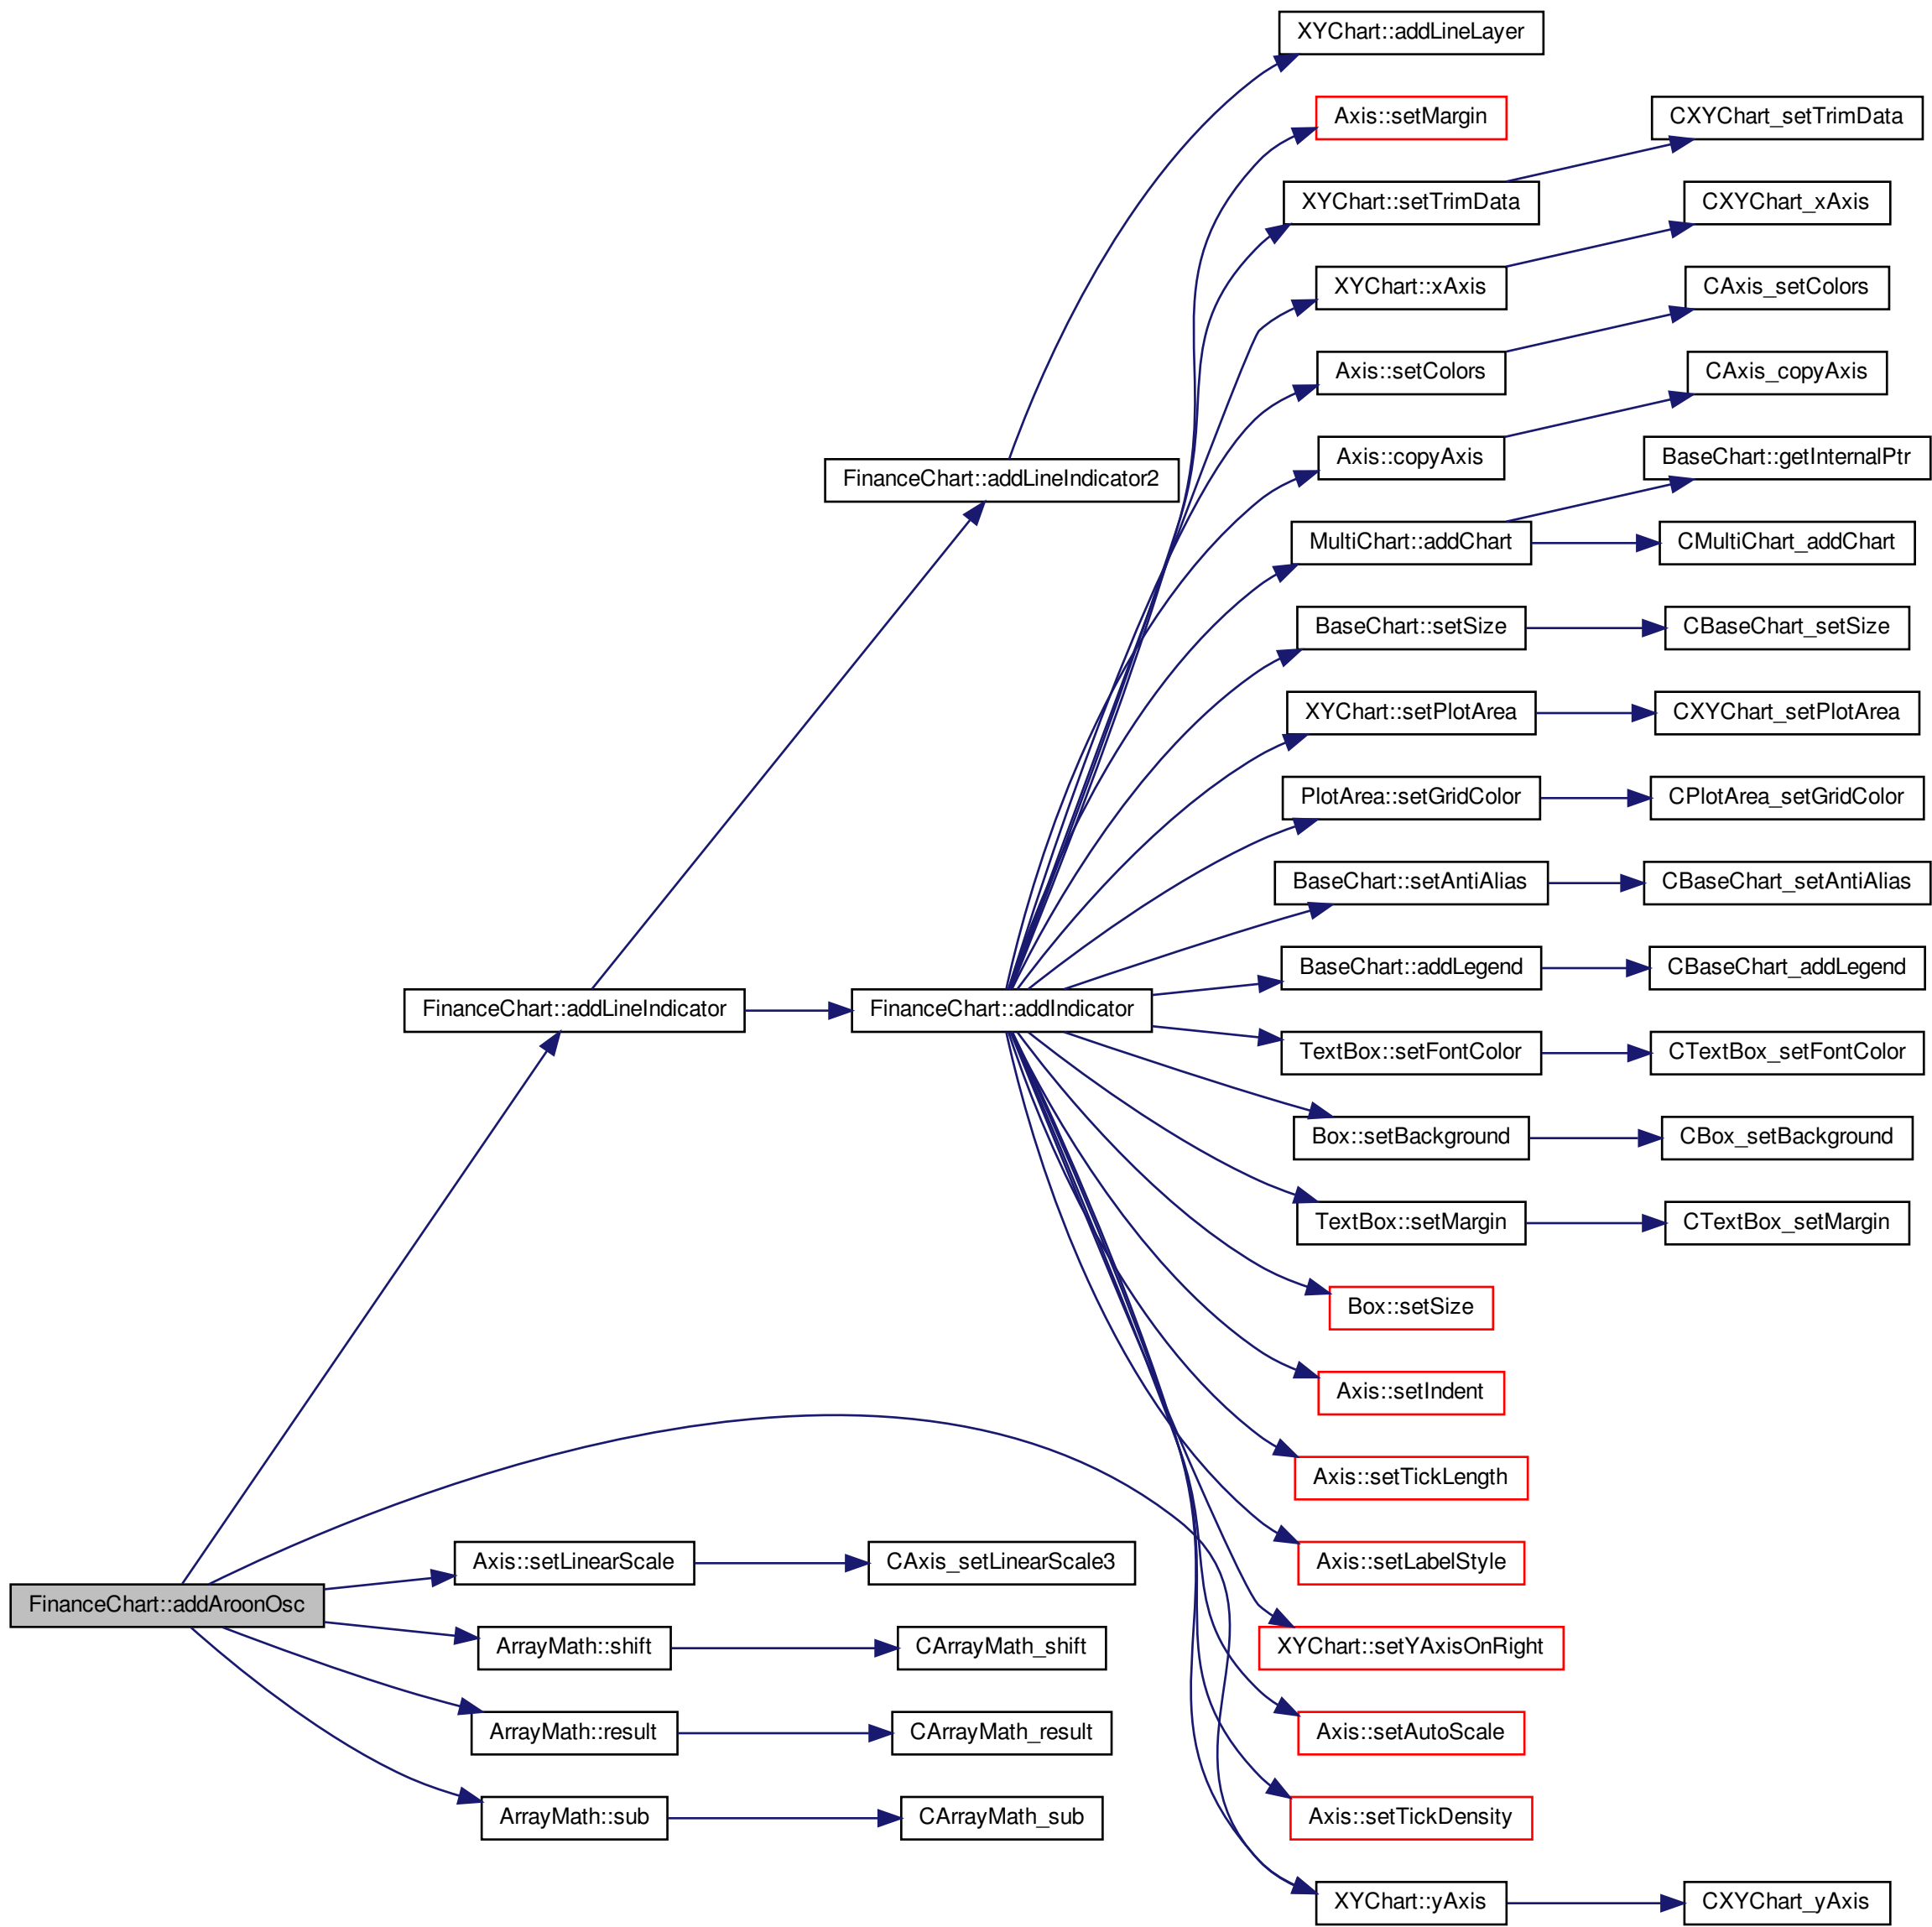 XYChart::addLineLayer
Axis::setMargin
CXYChart_setTrimData
XYChart::setTrimData
CXYChart_xAxis
XYChart::xAxis
CAxis_setColors
Axis::setColors
CAxis_copyAxis
Axis::copyAxis
BaseChart::getInternalPtr
FinanceChart::addLineIndicator2
MultiChart::addChart
CMultiChart_addChart
BaseChart::setSize
CBaseChart_setSize
XYChart::setPlotArea
CXYChart_setPlotArea
PlotArea::setGridColor
CPlotArea_setGridColor
BaseChart::setAntiAlias
CBaseChart_setAntiAlias
BaseChart::addLegend
CBaseChart_addLegend
FinanceChart::addLineIndicator
FinanceChart::addIndicator
TextBox::setFontColor
CTextBox_setFontColor
Box::setBackground
CBox_setBackground
TextBox::setMargin
CTextBox_setMargin
Box::setSize
Axis::setIndent
Axis::setTickLength
Axis::setLinearScale
CAxis_setLinearScale3
Axis::setLabelStyle
FinanceChart::addAroonOsc
ArrayMath::shift
CArrayMath_shift
XYChart::setYAxisOnRight
ArrayMath::result
CArrayMath_result
Axis::setAutoScale
ArrayMath::sub
CArrayMath_sub
Axis::setTickDensity
XYChart::yAxis
CXYChart_yAxis